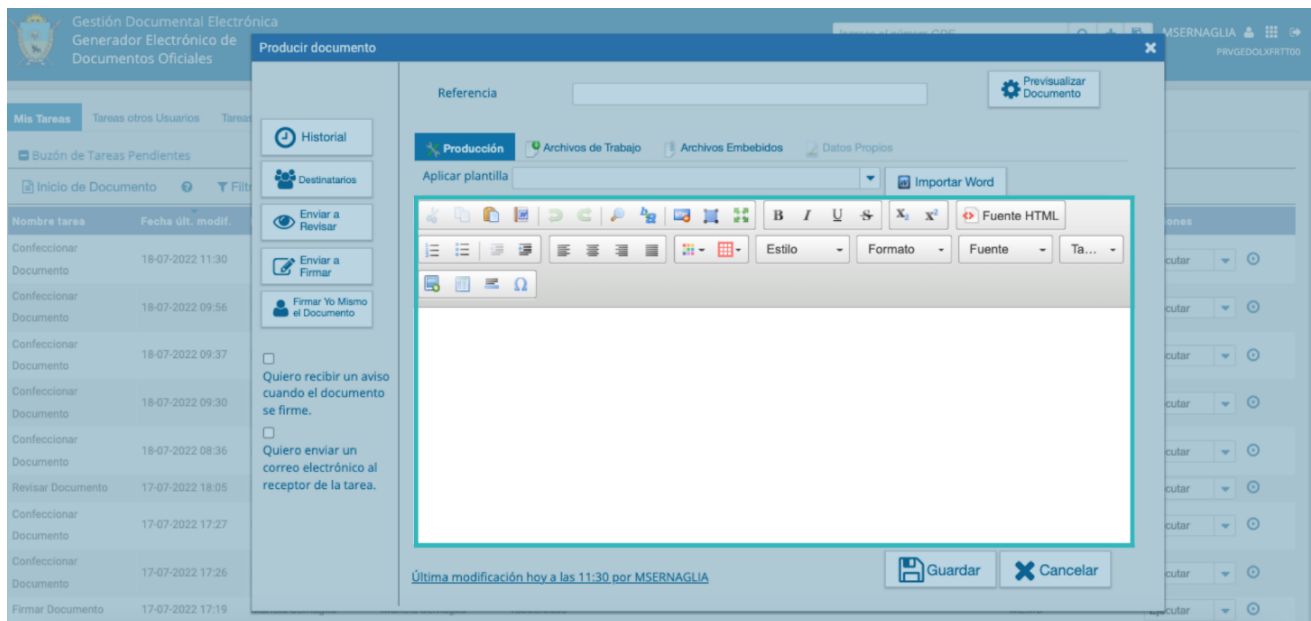 Gestión Documental Electrónica
Generador Electrónico de
Documentos Oficiales
MSERNAGLIA
PRVGEDOLXFRTT00
Producir documento
Referencia
Previsualizar
Documento
Mis Tareas
Tareas otros Usuarios
Historial
Producción
Archivos de Trabajo
Archivos Embebidos
Datos Propios
Buzón de Tareas Pendientes
Destinatarios
Aplicar plantilla
Importar Word
Inicio de Documento
Enviar a
Revisar
B I U S X₂ X² Fuente HTML
Nombre tarea
Fecha últ. modif.
Estilo
Formato
Fuente
Ta...
Enviar a
Firmar
Ω
Firmar Yo Mismo
el Documento
Confeccionar
Documento
18-07-2022 11:30
Confeccionar
Documento
18-07-2022 09:56
Confeccionar
Documento
18-07-2022 09:37
Confeccionar
Documento
18-07-2022 09:30
Confeccionar
Documento
18-07-2022 08:36
Revisar Documento
17-07-2022 18:05
Confeccionar
Documento
17-07-2022 17:27
Confeccionar
Documento
17-07-2022 17:26
Firmar Documento
17-07-2022 17:19
Quiero recibir un aviso
cuando el documento
se firme.
Quiero enviar un
correo electrónico al
receptor de la tarea.
Última modificación hoy a las 11:30 por MSERNAGLIA
Guardar
Cancelar